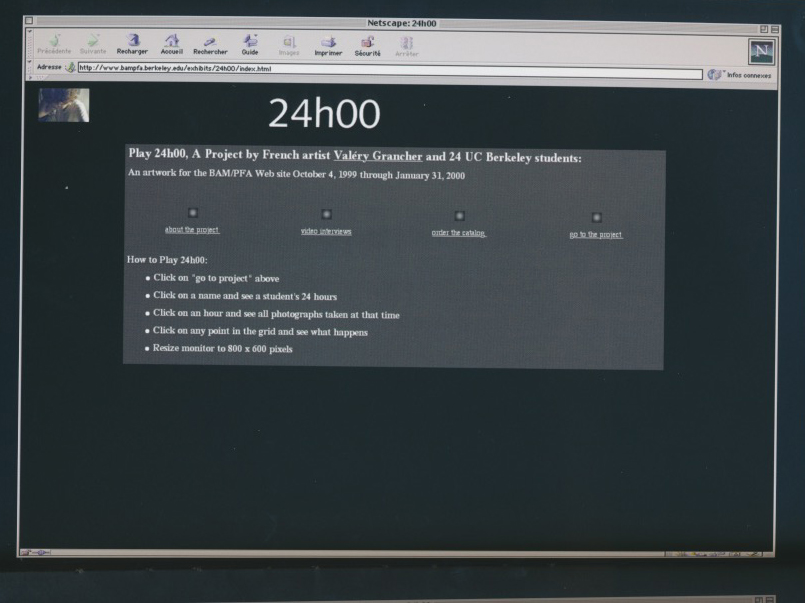 Netscape: 24h00
Précédente Suivante Recharger Accueil Rechercher Guide Images Imprimer Sécurité Arrêter
N
Adresse http://www.bampfa.berkeley.edu/exhibits/24h00/index.html Infos connexes
24h00
Play 24h00, A Project by French artist Valéry Grancher and 24 UC Berkeley students:
An artwork for the BAM/PFA Web site October 4, 1999 through January 31, 2000
about the project video interviews order the catalog go to the project
How to Play 24h00:
• Click on "go to project" above
• Click on a name and see a student's 24 hours
• Click on an hour and see all photographs taken at that time
• Click on any point in the grid and see what happens
• Resize monitor to 800 x 600 pixels